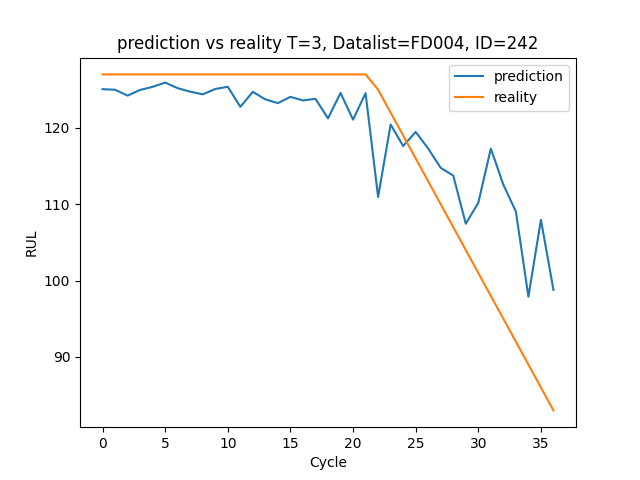 prediction vs reality T=3, Datalist=FD004, ID=242
prediction
reality
120
110
100
90
RUL
0 5 10 15 20 25 30 35
Cycle